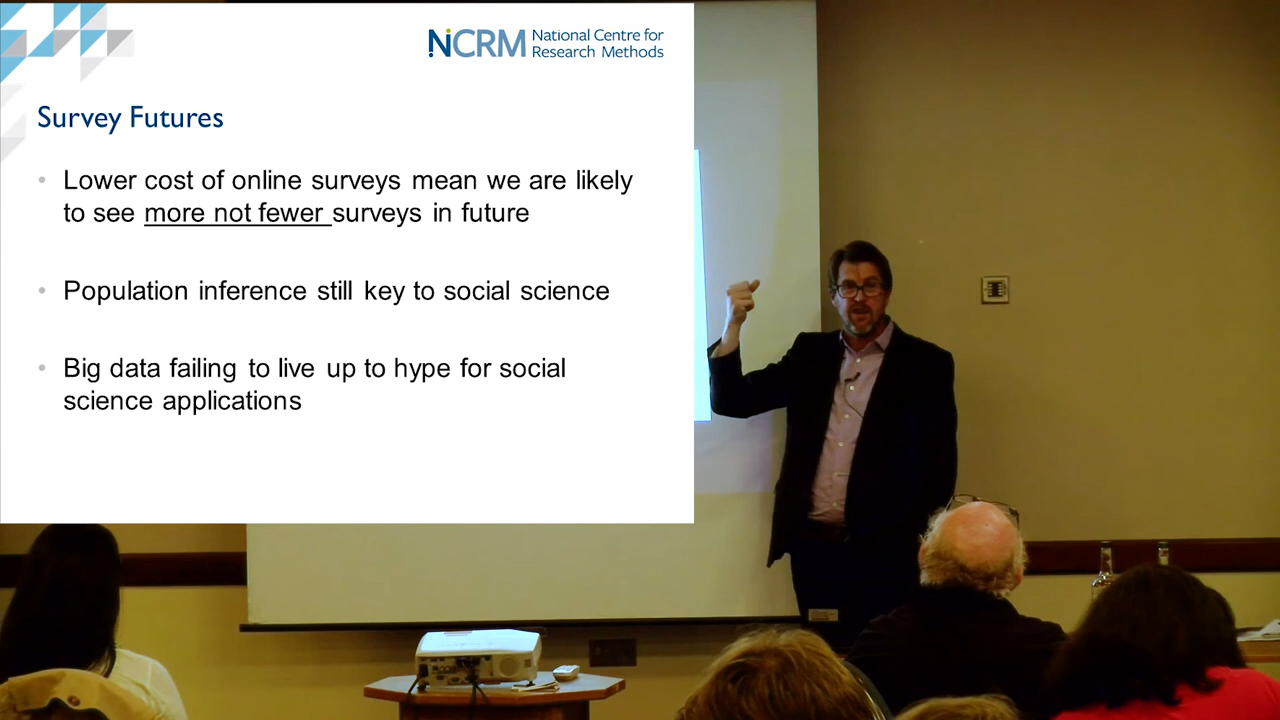 NCRM National Centre for
Research Methods
Survey Futures
• Lower cost of online surveys mean we are likely
to see more not fewer surveys in future
• Population inference still key to social science
• Big data failing to live up to hype for social
science applications